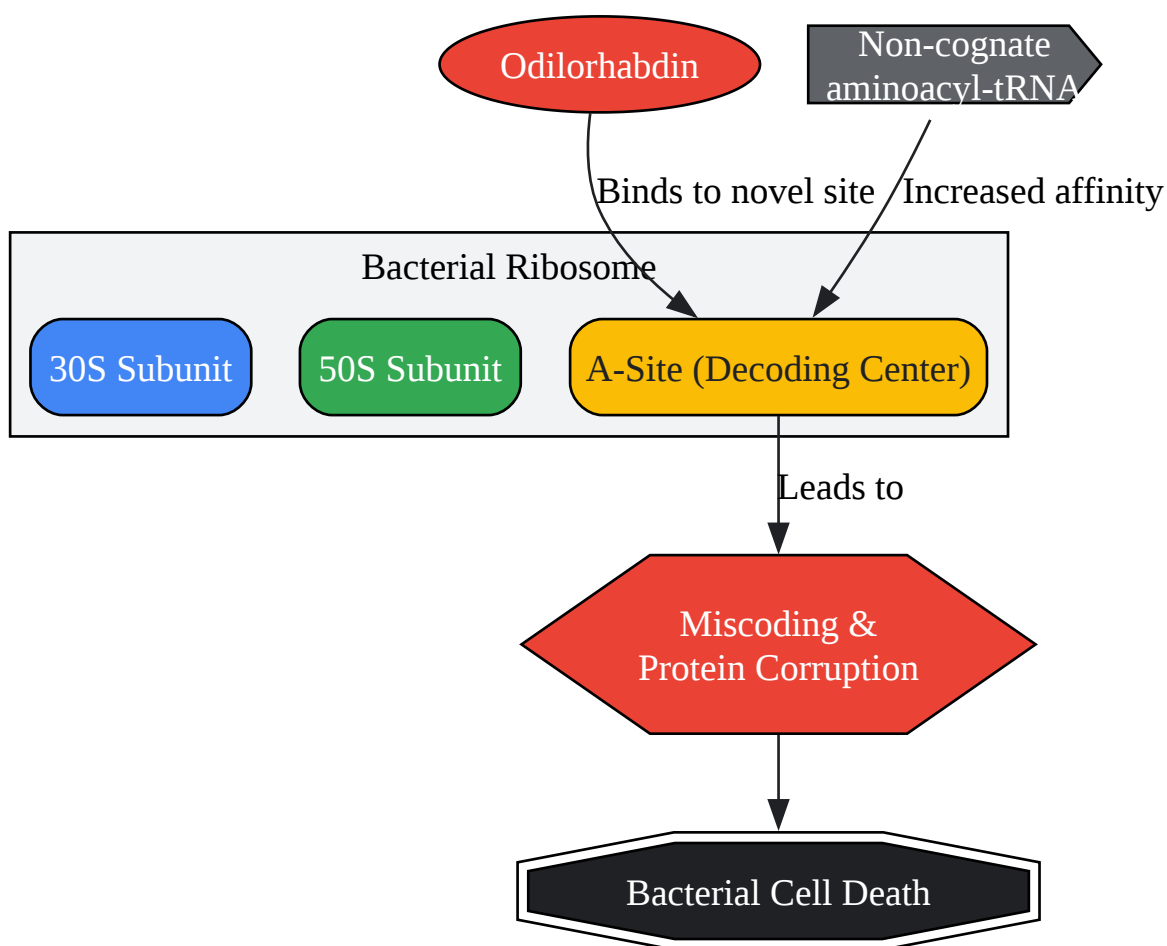 Odilorhabdin
Non-cognate
aminoacyl-tRNA
Binds to novel site
Increased affinity
Bacterial Ribosome
30S Subunit
50S Subunit
A-Site (Decoding Center)
Leads to
Miscoding &
Protein Corruption
Bacterial Cell Death